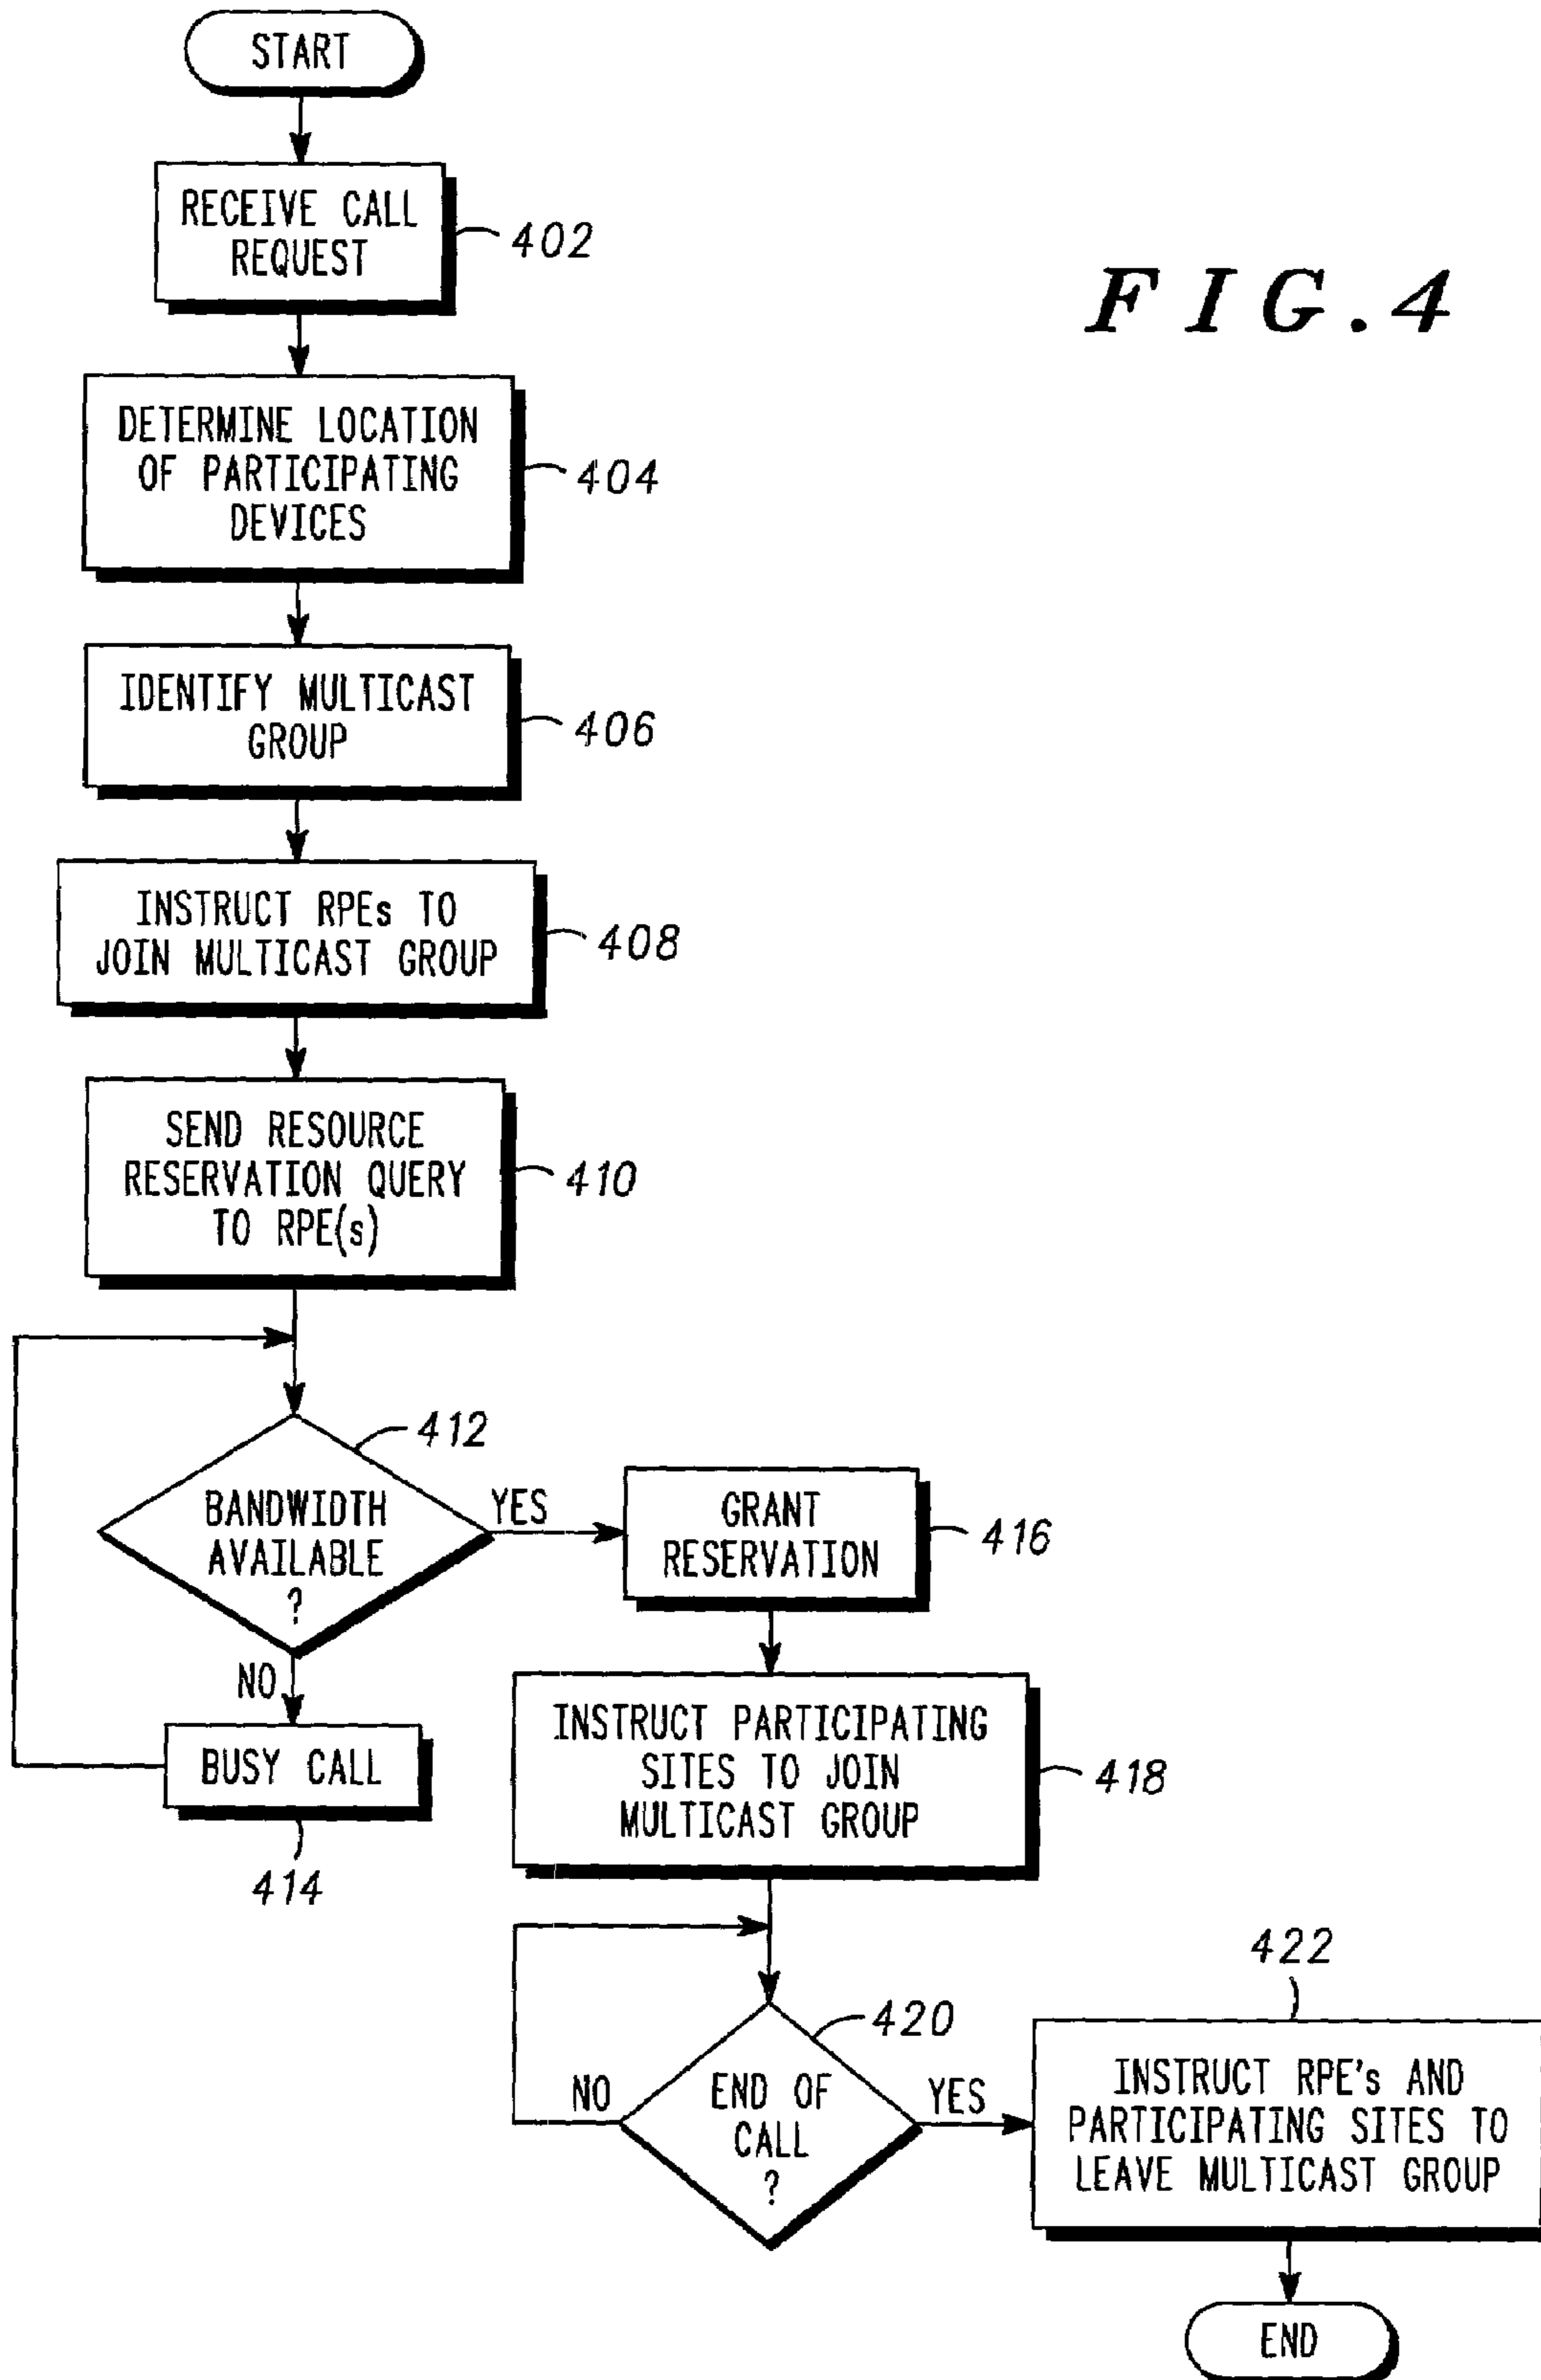 START
RECEIVE CALL
REQUEST
402
FIG.4
DETERMINE LOCATION
OF PARTICIPATING
DEVICES
404
IDENTIFY MULTICAST
GROUP
406
INSTRUCT RPEs TO
JOIN MULTICAST GROUP
408
SEND RESOURCE
RESERVATION QUERY
TO RPE(s)
410
412
BANDWIDTH
AVAILABLE
?
YES
NO
BUSY CALL
414
GRANT
RESERVATION
416
INSTRUCT PARTICIPATING
SITES TO JOIN
MULTICAST GROUP
418
420
END OF
CALL
?
NO
YES
422
INSTRUCT RPE's AND
PARTICIPATING SITES TO
LEAVE MULTICAST GROUP
END